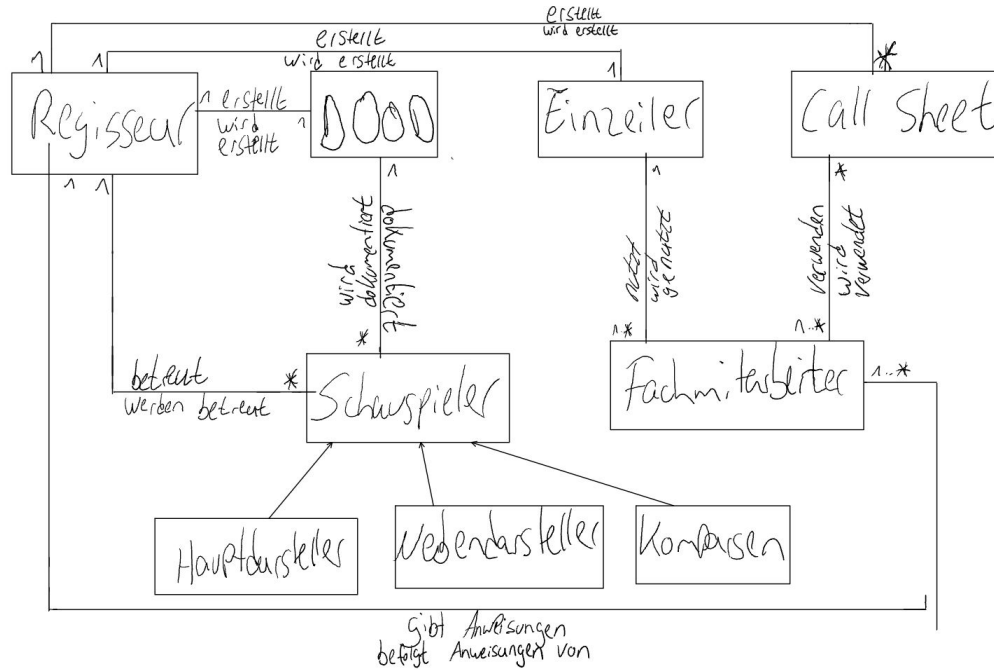 erstellt
wird erstellt
erstellt
wird erstellt
1
1
1
*
Regisseur
1 erstellt
wird
erstellt
1
DOOD
Einzeiler
Call Sheet
1
1
1
1
*
wird
dokumentiert
dokumentiert
nutzt
wird
genutzt
verwenden
wird
verwendet
*
1..*
1..*
betreut
werden betreut
*
Schauspieler
Fachmitarbeiter
1..*
Hauptdarsteller
Nebendarsteller
Komparsen
gibt Anweisungen
befolgt Anweisungen von